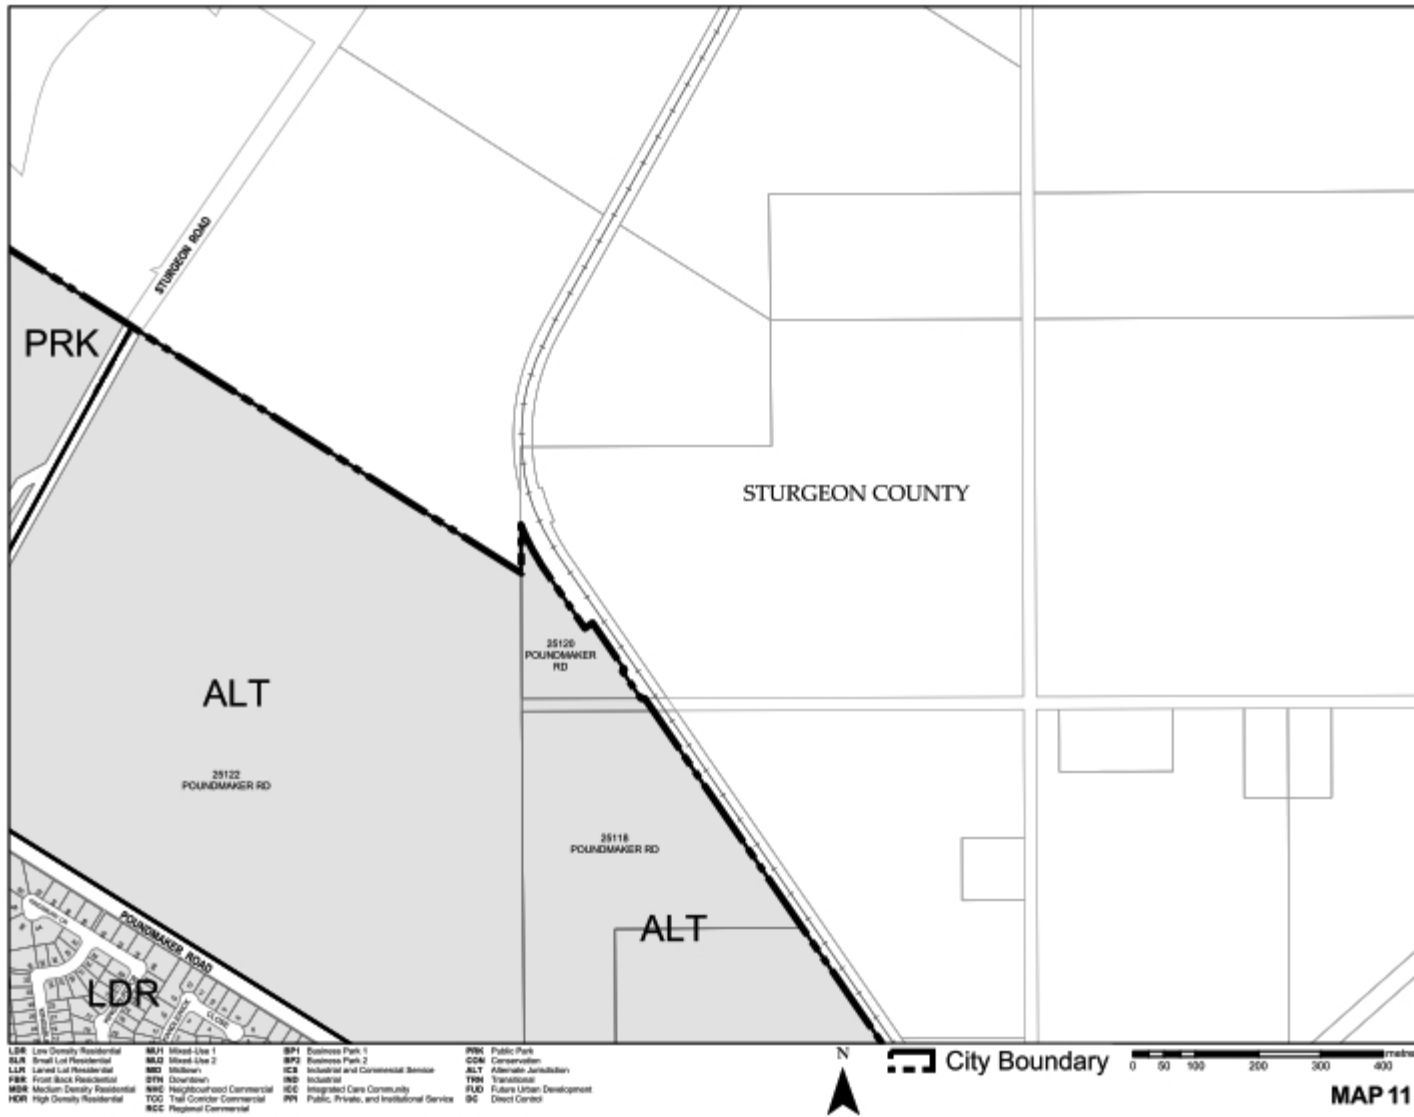 STURGEON ROAD
PRK
STURGEON COUNTY
25120
POUNDMAKER
RD
ALT
25122
POUNDMAKER RD
25118
POUNDMAKER RD
ALT
POUNDMAKER ROAD
LDR
CLOSE
LDR Low Density Residential
SLR Small Lot Residential
LLR Laned Lot Residential
FBR Front Back Residential
MDR Medium Density Residential
HDR High Density Residential
MU1 Mixed-Use 1
MU2 Mixed-Use 2
MID Midtown
DTN Downtown
NHC Neighbourhood Commercial
TCC Trail Corridor Commercial
RCC Regional Commercial
BP1 Business Park 1
BP2 Business Park 2
ICS Industrial and Commercial Service
IND Industrial
ICC Integrated Care Community
PPI Public, Private, and Institutional Service
PRK Public Park
CON Conservation
ALT Alternate Jurisdiction
TRN Transitional
FUD Future Urban Development
DC Direct Control
N
City Boundary
0 50 100 200 300 400 metres
MAP 11